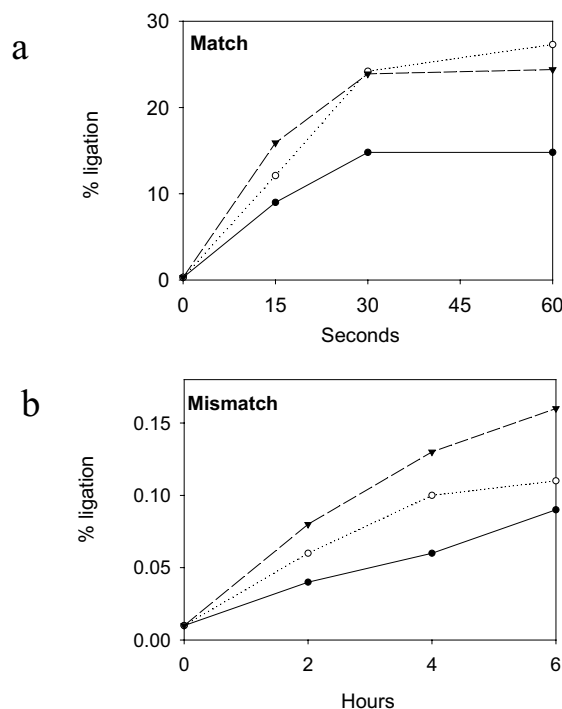 a
Match
30
20
10
0
% ligation
0 15 30 45 60
Seconds
b
Mismatch
0.15
0.10
0.05
0.00
% ligation
0 2 4 6
Hours